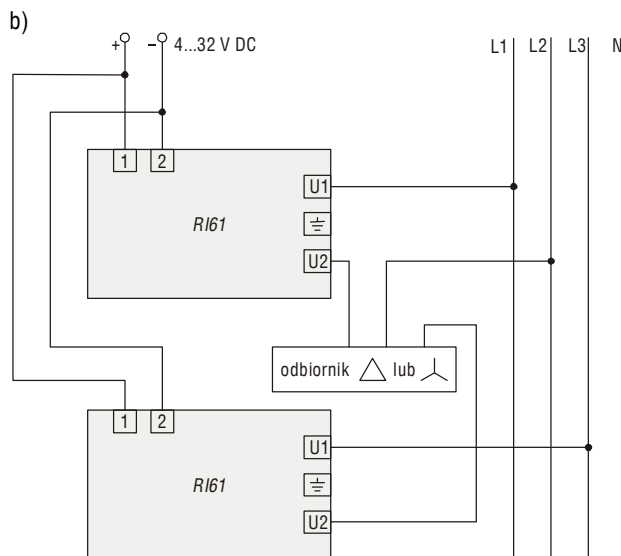 b)
+ – 4...32 V DC
L1 L2 L3 N
1 2
U1
RI61
U2
odbiornik lub
1 2
U1
RI61
U2